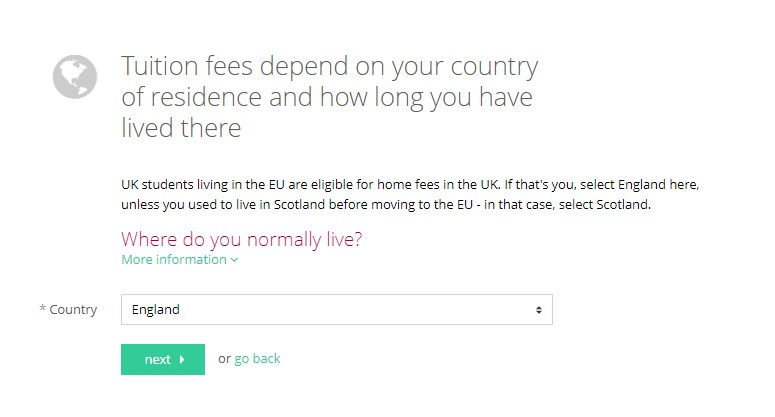 Tuition fees depend on your country
of residence and how long you have
lived there
UK students living in the EU are eligible for home fees in the UK. If that's you, select England here,
unless you used to live in Scotland before moving to the EU - in that case, select Scotland.
Where do you normally live?
More information
* Country England
next or go back